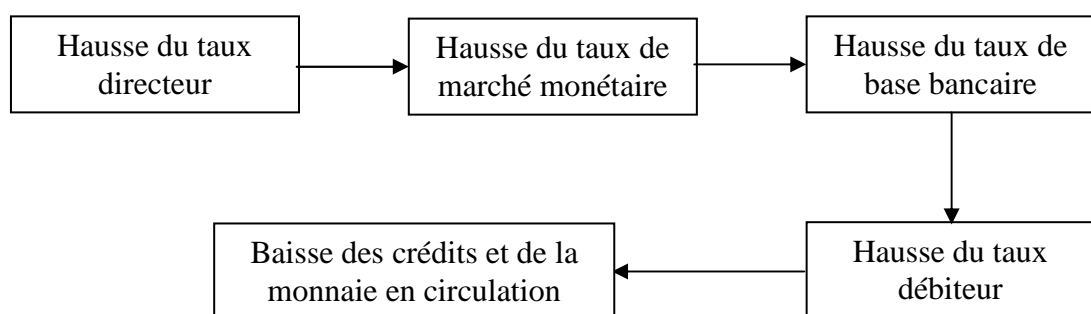 Hausse du taux
directeur
Hausse du taux de
marché monétaire
Hausse du taux de
base bancaire
Hausse du taux
débiteur
Baisse des crédits et de la
monnaie en circulation